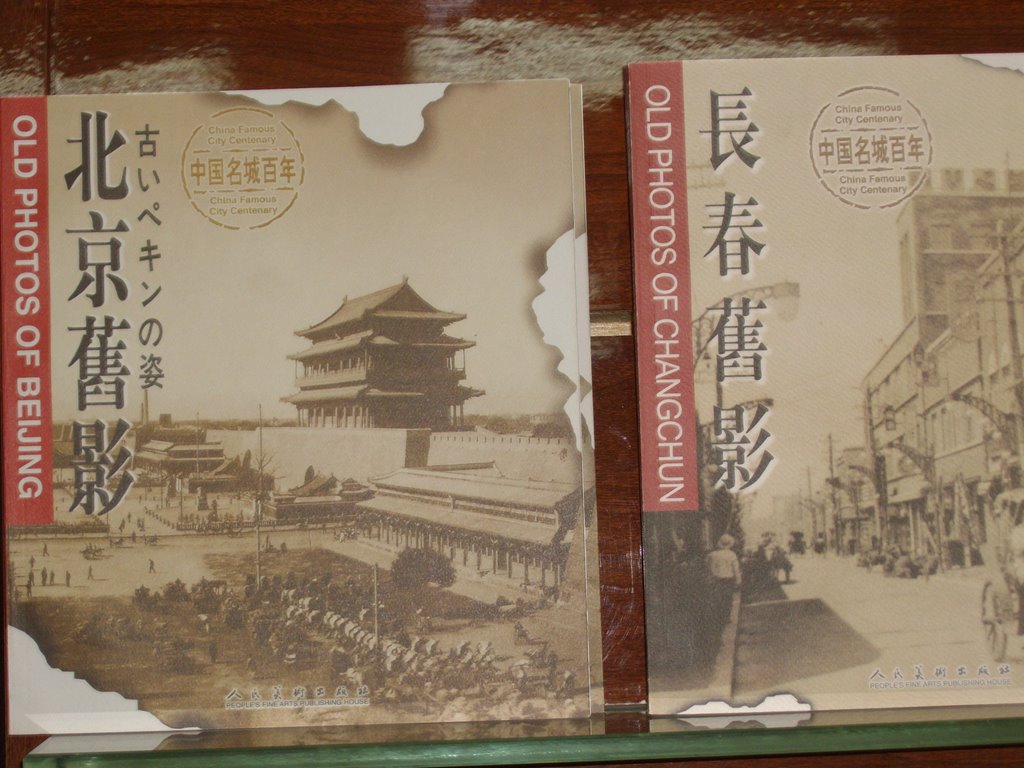 OLD PHOTOS OF BEIJING
北京舊影
古いペキンの姿
China Famous
City Centenary
中国名城百年
China Famous
City Centenary
人民美術出版社
PEOPLE'S FINE ARTS PUBLISHING HOUSE
OLD PHOTOS OF CHANGCHUN
長春舊影
China Famous
City Centenary
中国名城百年
China Famous
City Centenary
人民美術出版社
PEOPLE'S FINE ARTS PUBLISHING HOUSE